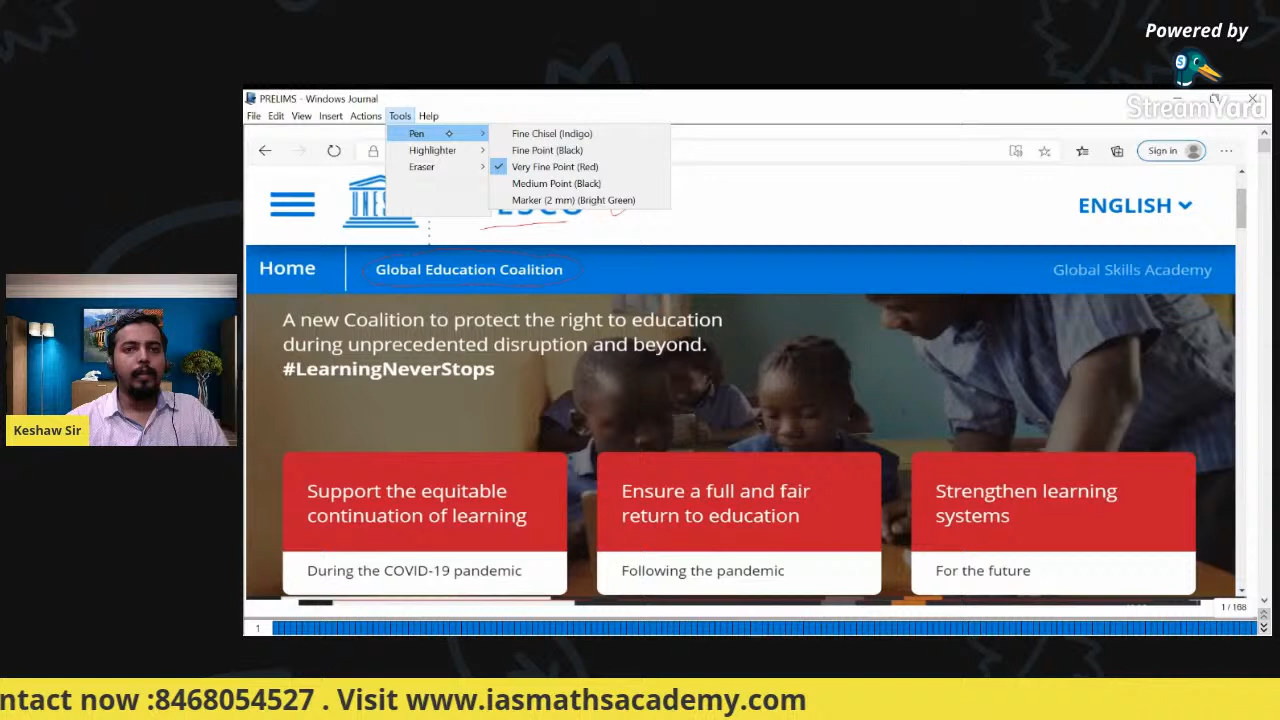 Powered by
StreamYard
PRELIMS - Windows Journal
File Edit View Insert Actions Tools Help
Pen
Highlighter
Eraser
Fine Chisel (Indigo)
Fine Point (Black)
Very Fine Point (Red)
Medium Point (Black)
Marker (2 mm) (Bright Green)
Sign in
ENGLISH
Home
Global Education Coalition
Global Skills Academy
A new Coalition to protect the right to education
during unprecedented disruption and beyond.
#LearningNeverStops
Support the equitable
continuation of learning
During the COVID-19 pandemic
Ensure a full and fair
return to education
Following the pandemic
Strengthen learning
systems
For the future
1 / 168
1
Keshaw Sir
ntact now :8468054527 . Visit www.iasmathsacademy.com